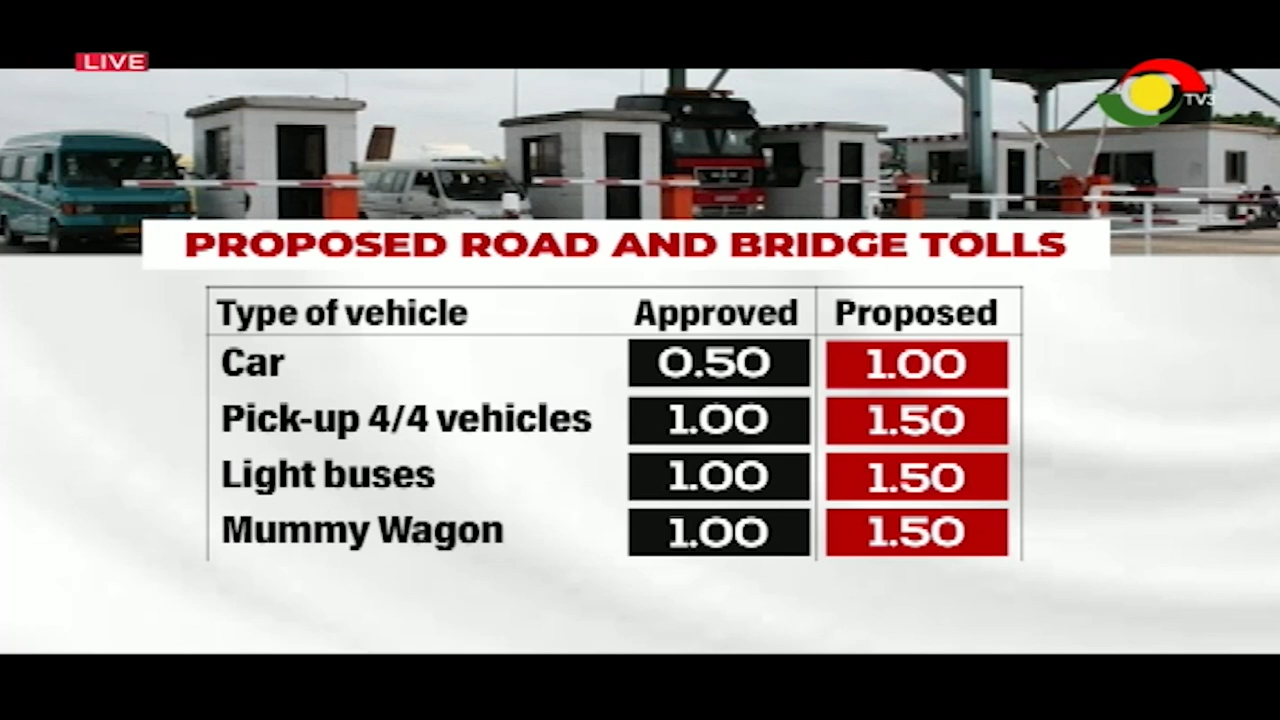 LIVE
TV3
PROPOSED ROAD AND BRIDGE TOLLS
Type of vehicle Approved Proposed
Car 0.50 1.00
Pick-up 4/4 vehicles 1.00 1.50
Light buses 1.00 1.50
Mummy Wagon 1.00 1.50